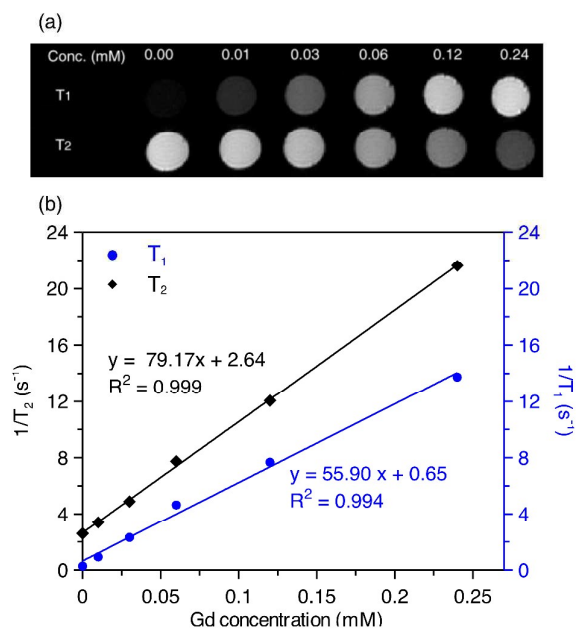 (a)
Conc. (mM) 0.00 0.01 0.03 0.06 0.12 0.24
T1
T2
(b)
24 24
20 20
16 16
12 12
8 8
4 4
0 0
T₁
T₂
y = 79.17x + 2.64
R² = 0.999
y = 55.90 x + 0.65
R² = 0.994
1/T₂ (s⁻¹)
1/T₁ (s⁻¹)
0 0.05 0.1 0.15 0.2 0.25
Gd concentration (mM)